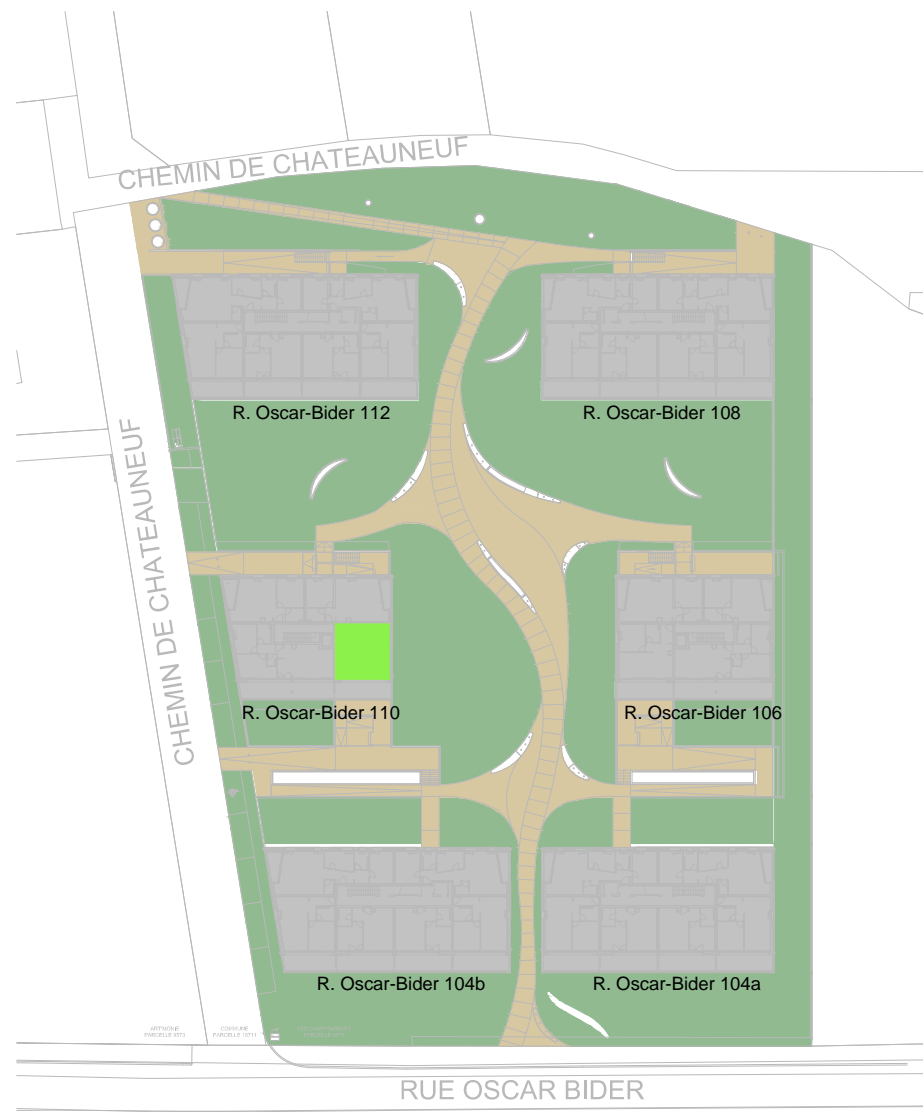 CHEMIN DE CHATEAUNEUF
R. Oscar-Bider 112
R. Oscar-Bider 108
CHEMIN DE CHATEAUNEUF
R. Oscar-Bider 110
R. Oscar-Bider 106
R. Oscar-Bider 104b
R. Oscar-Bider 104a
COMMUNE
RUE OSCAR BIDER